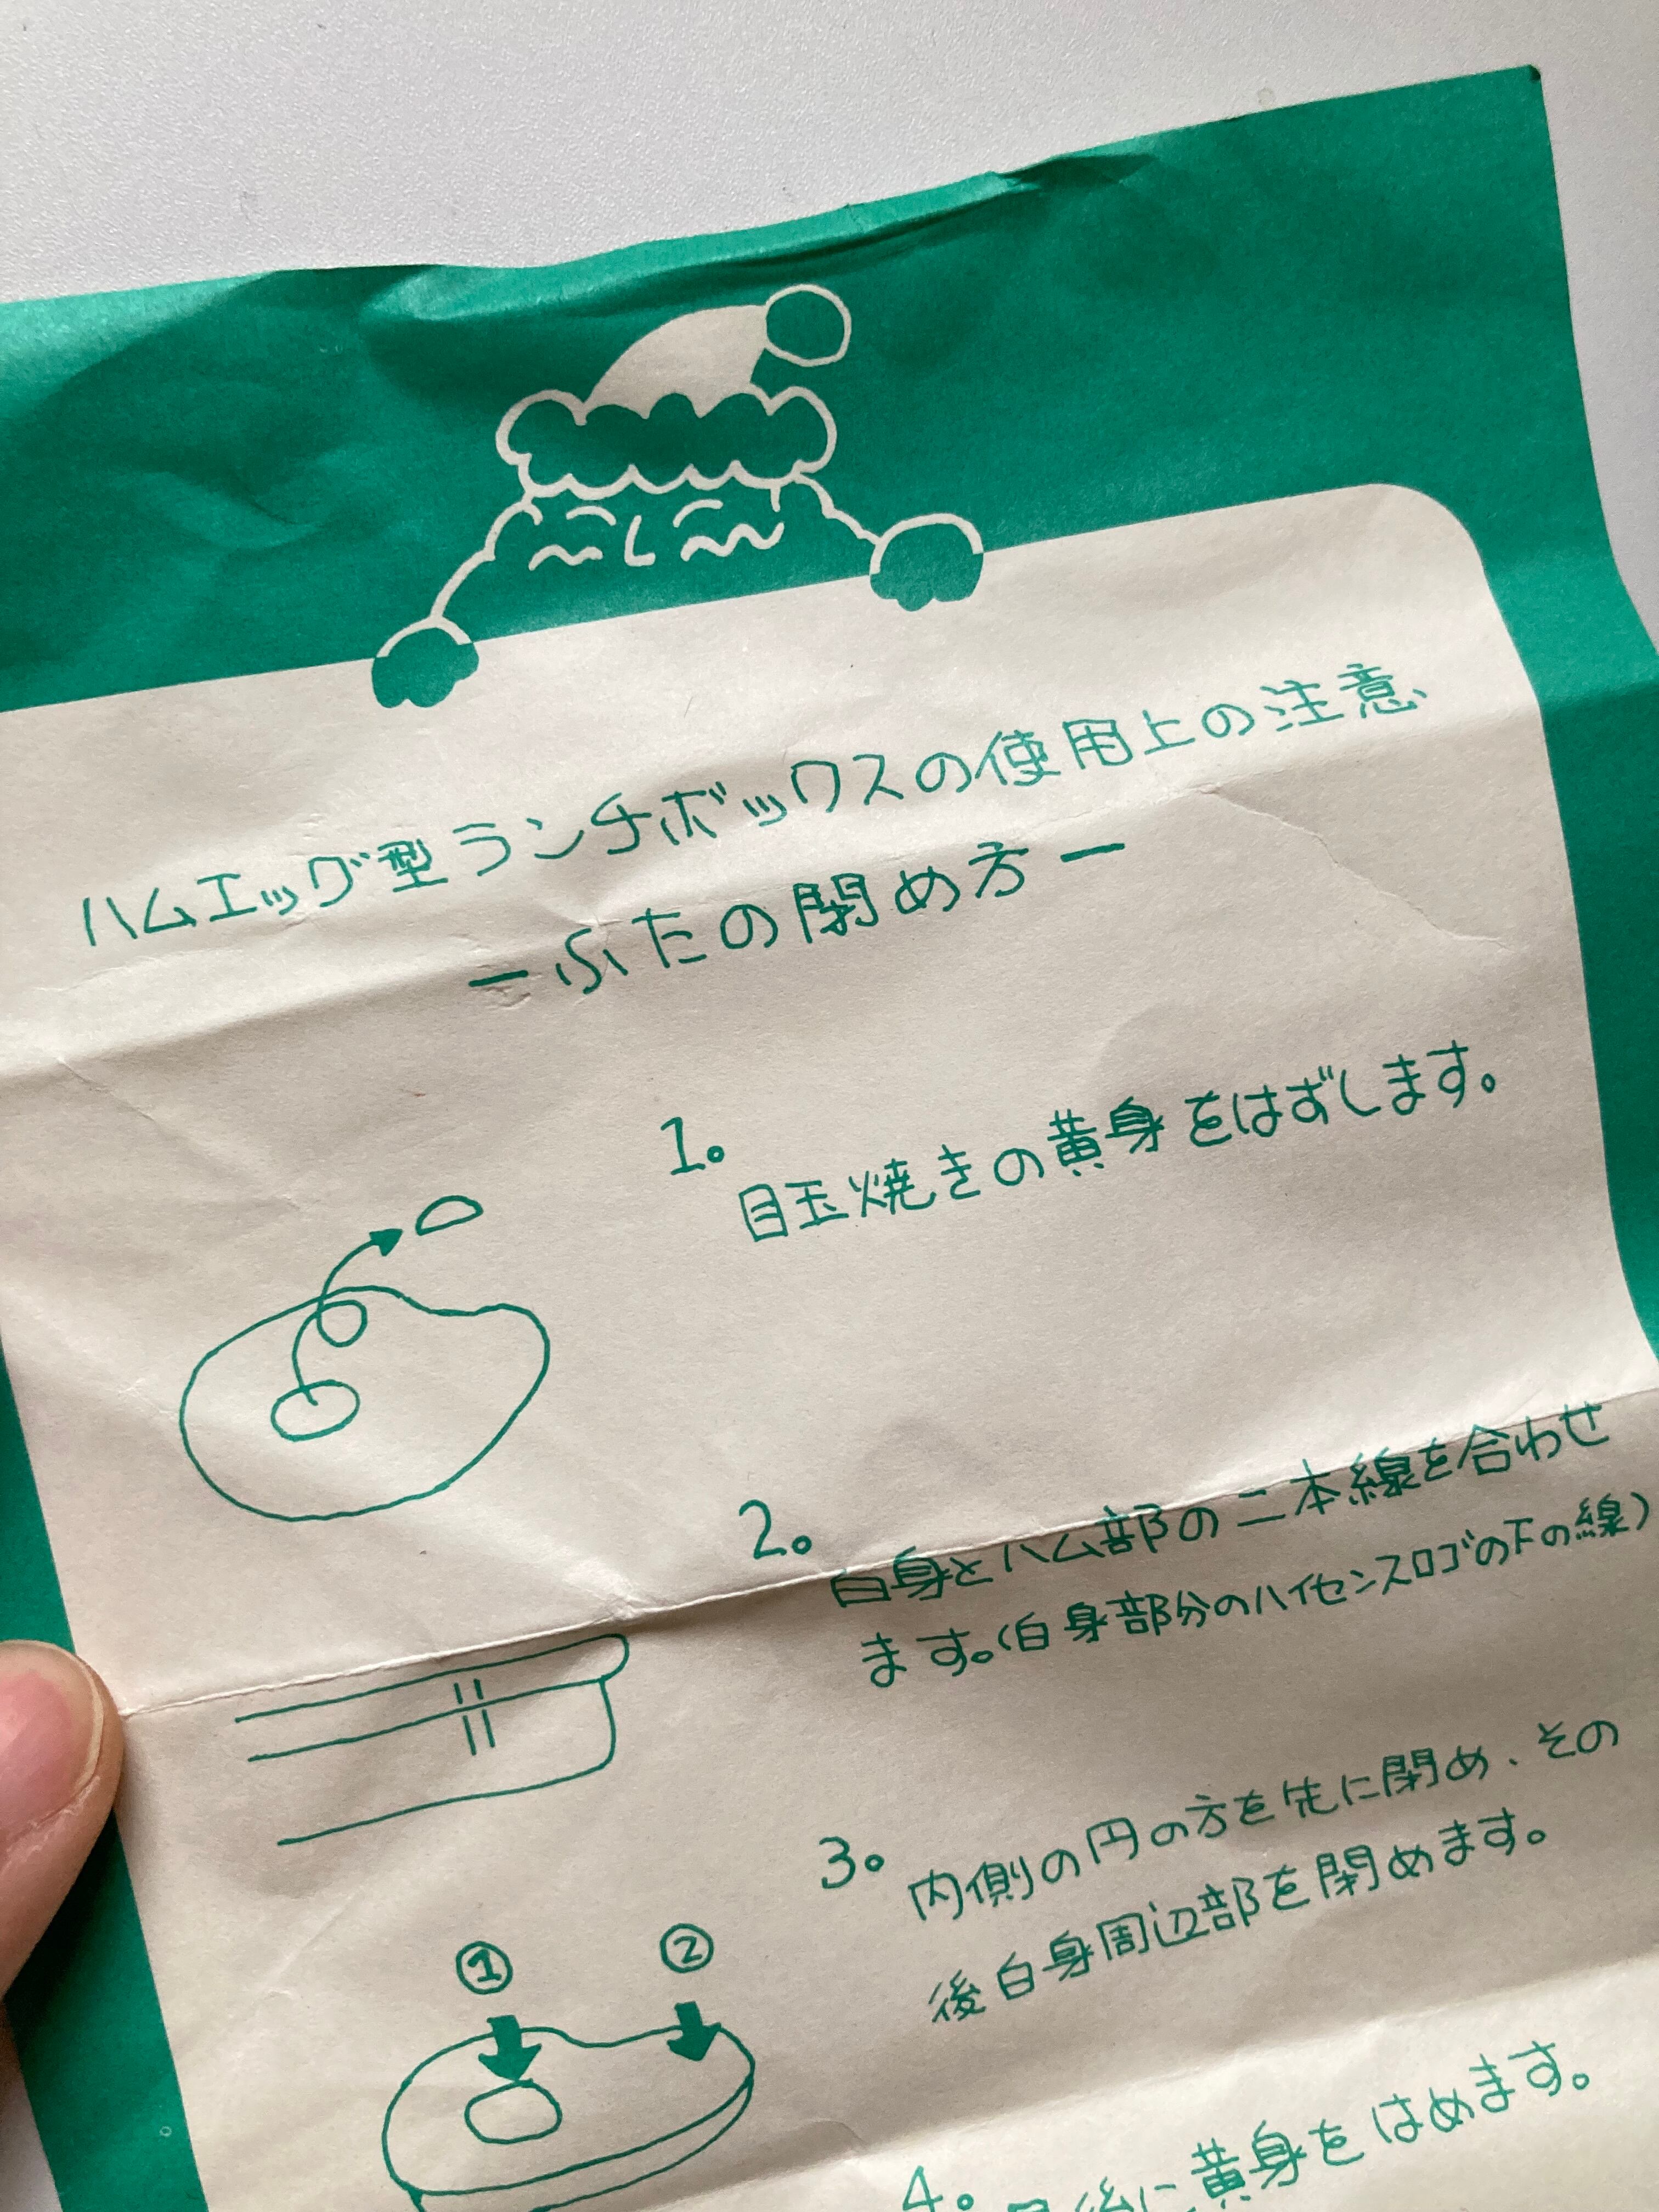 ハムエッグ型ランチボックスの使用上の注意
ーふたの閉め方ー
1。
目玉焼きの黄身をはずします。
2。
白身とハム部の二本線を合わせ
ます。(白身部分のハイセンスロゴの下の線)
3。
内側の円の方を先に閉め、その
後白身周辺部を閉めます。
① ②
4。
最後に黄身をはめます。